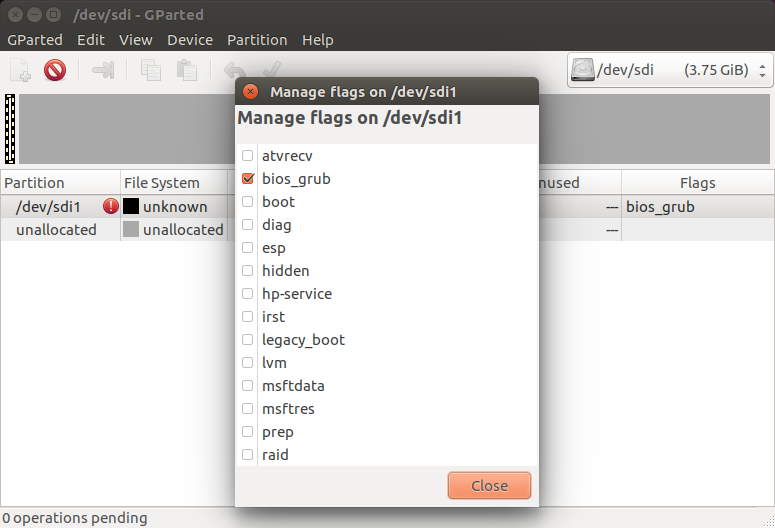 /dev/sdi - GParted
GParted Edit View Device Partition Help
/dev/sdi (3.75 GiB)
Manage flags on /dev/sdi1
Manage flags on /dev/sdi1
Partition File System Flags
/dev/sdi1 unknown --- bios_grub
unallocated unallocated ---
atvrecv
bios_grub
boot
diag
esp
hidden
hp-service
irst
legacy_boot
lvm
msftdata
msftres
prep
raid
Close
0 operations pending